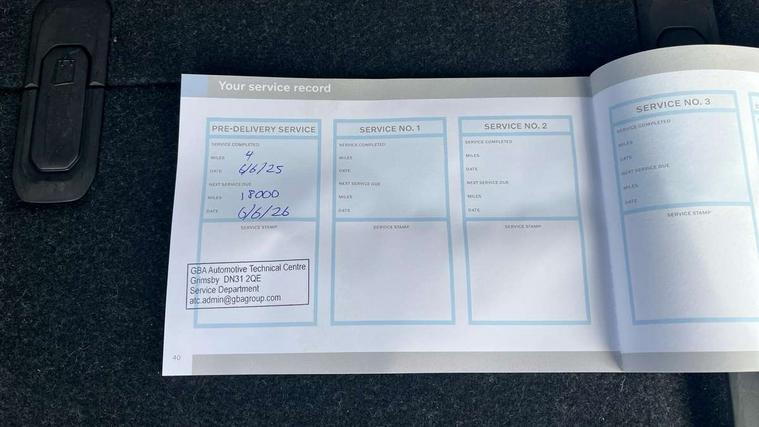 Your service record
PRE-DELIVERY SERVICE
SERVICE COMPLETED
MILES 4
DATE 6/6/25
NEXT SERVICE DUE
MILES 18000
DATE 6/6/26
SERVICE STAMP
GBA Automotive Technical Centre
Grimsby DN31 2QE
Service Department
atc.admin@gbagroup.com
SERVICE NO. 1
SERVICE COMPLETED
MILES
DATE
NEXT SERVICE DUE
MILES
DATE
SERVICE STAMP
SERVICE NO. 2
SERVICE COMPLETED
MILES
DATE
NEXT SERVICE DUE
MILES
DATE
SERVICE STAMP
SERVICE NO. 3
SERVICE COMPLETED
MILES
DATE
NEXT SERVICE DUE
MILES
DATE
SERVICE STAMP
40